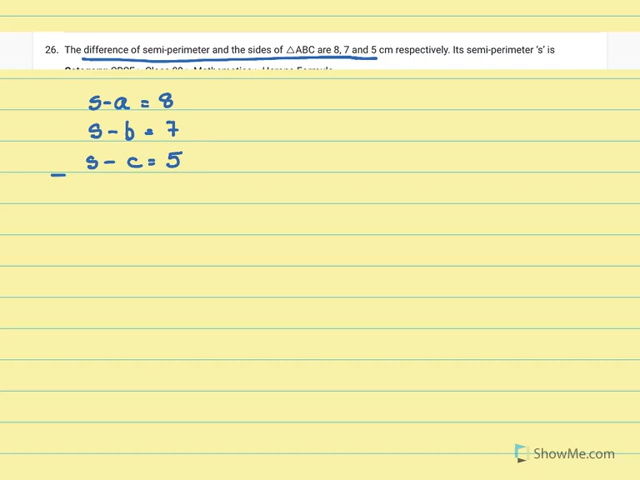 26. The difference of semi-perimeter and the sides of △ABC are 8, 7 and 5 cm respectively. Its semi-perimeter ‘s’ is
s-a = 8
s - b = 7
s - c = 5
ShowMe.com